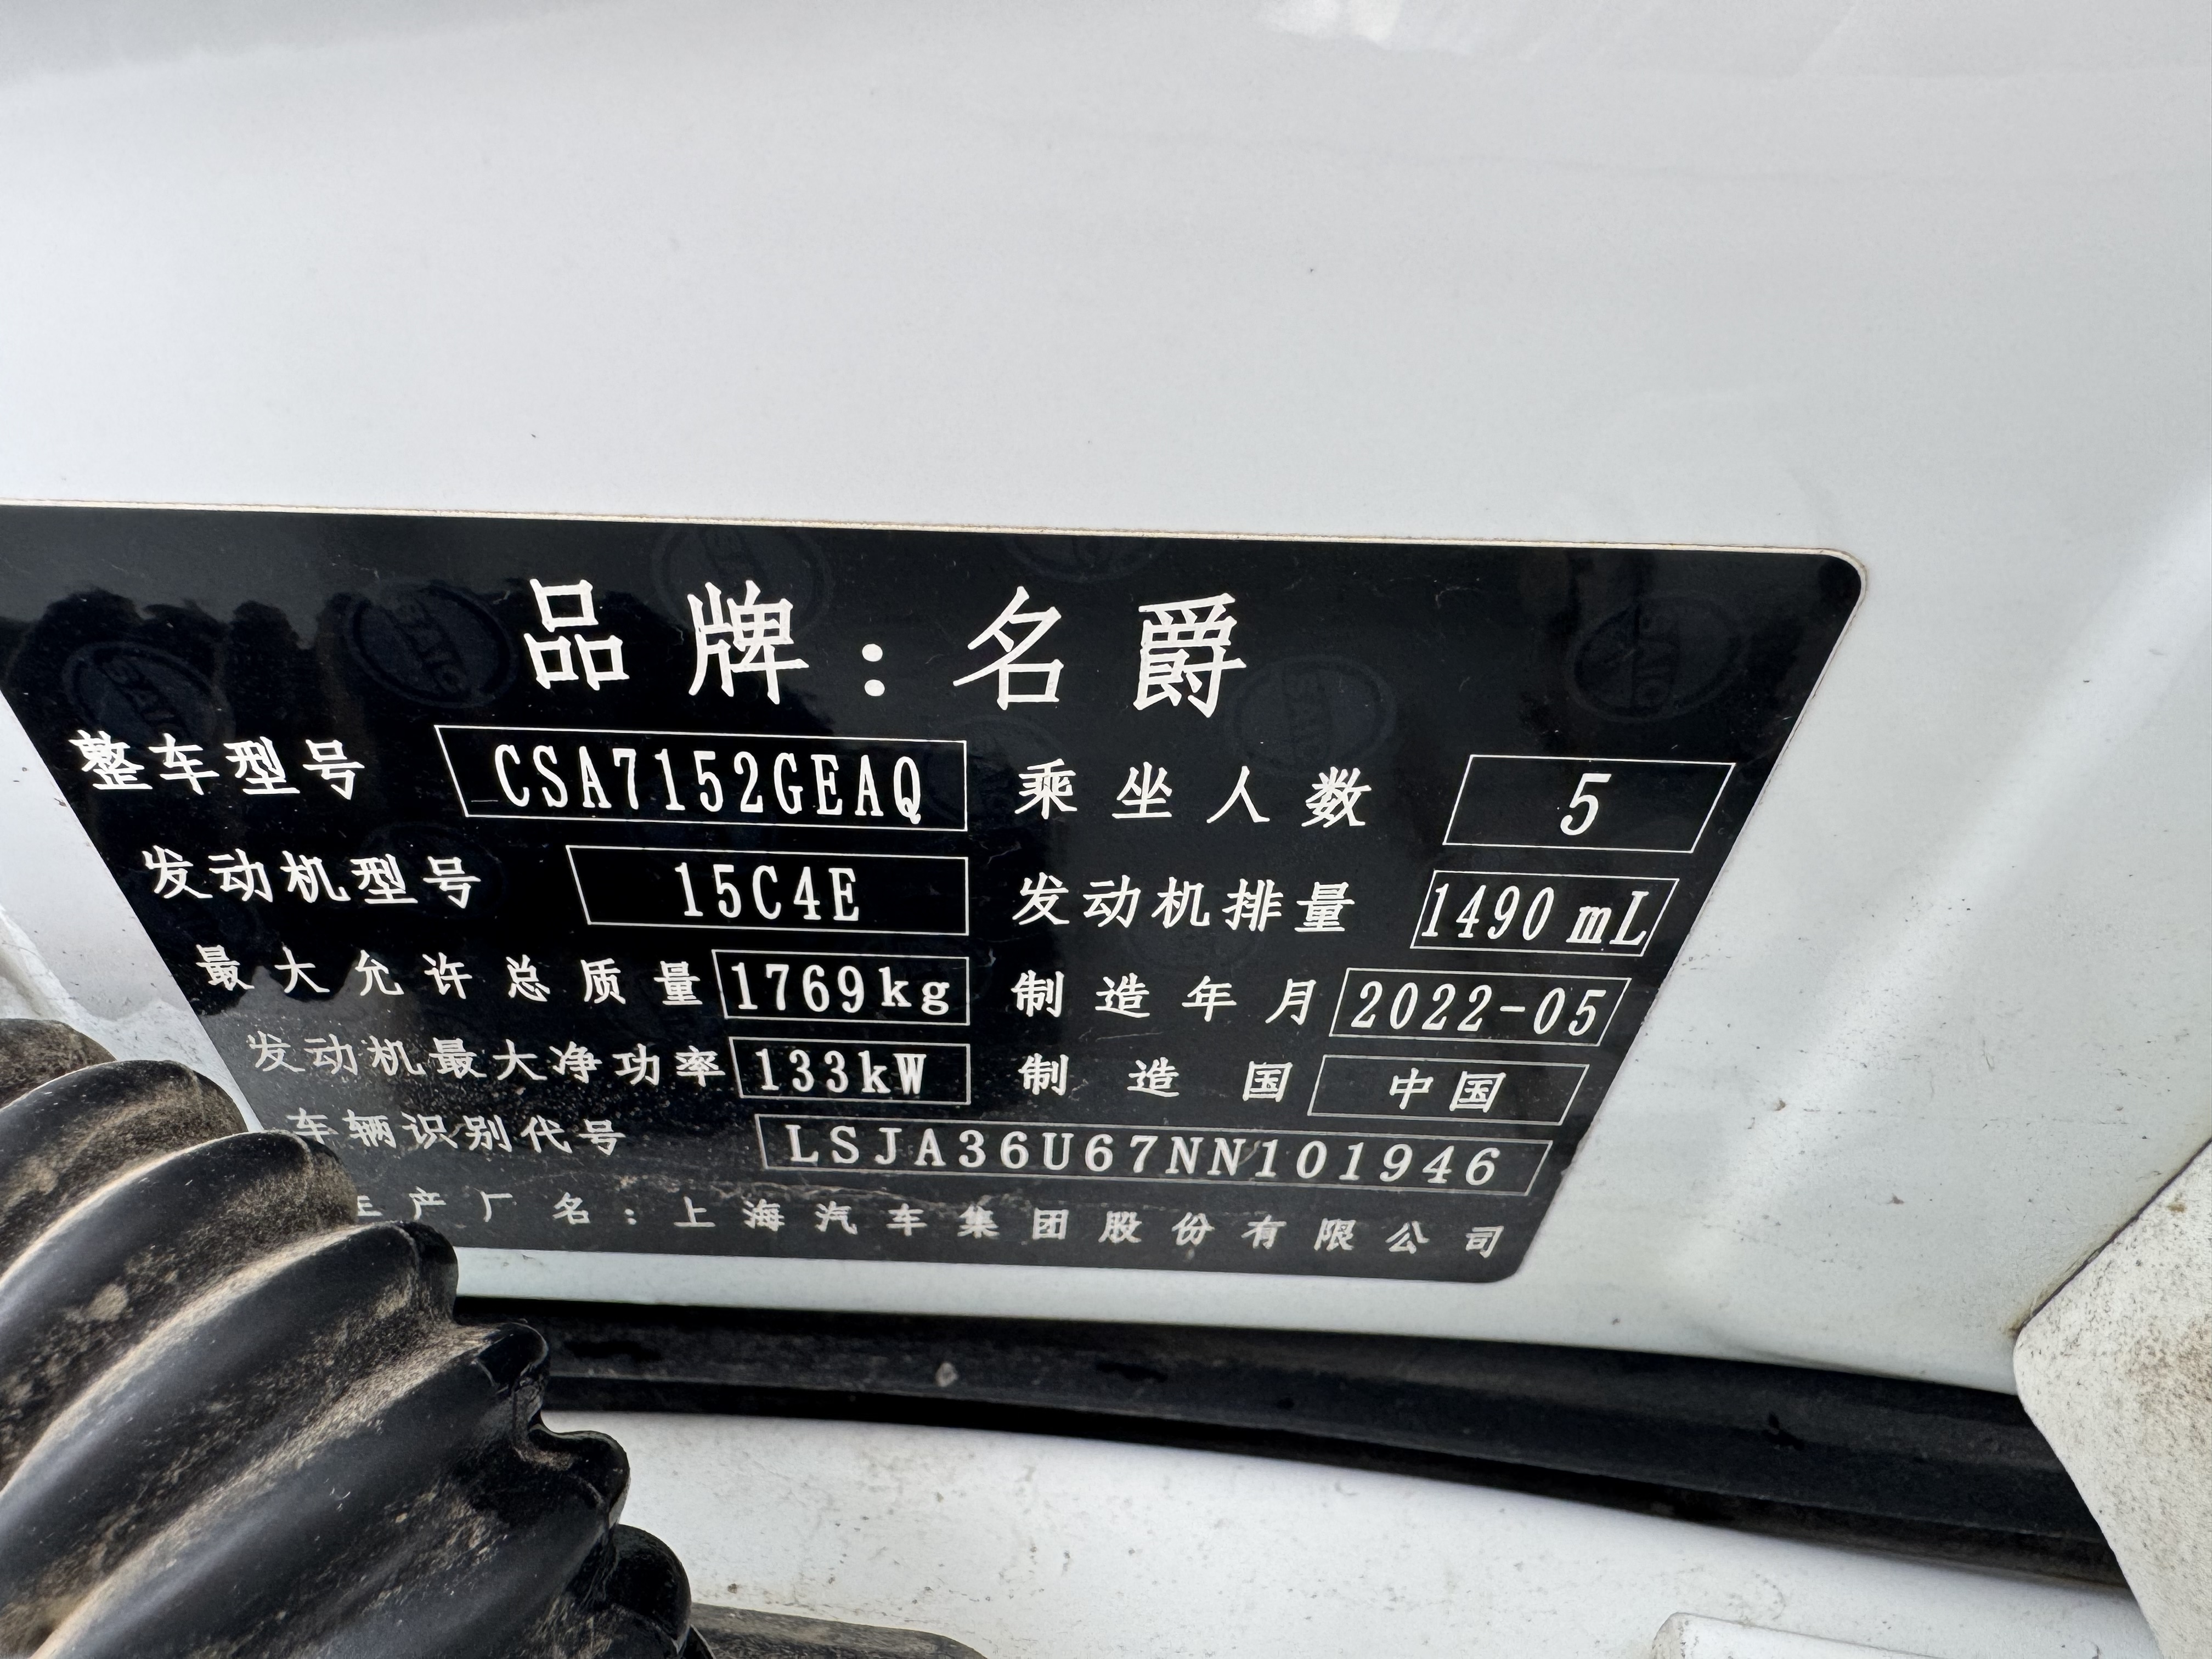 品牌：名爵
整车型号 CSA7152GEAQ 乘坐人数 5
发动机型号 15C4E 发动机排量 1490 mL
最大允许总质量 1769kg 制造年月 2022-05
发动机最大净功率 133kW 制造国 中国
车辆识别代号 LSJA36U67NN101946
生产厂名：上海汽车集团股份有限公司